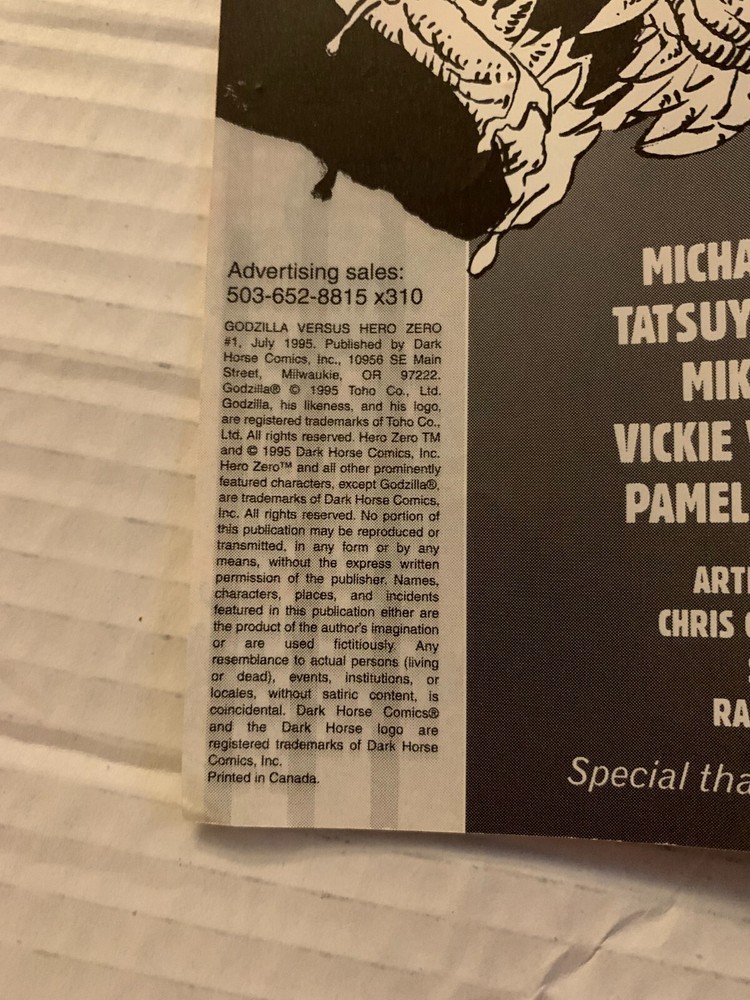 Advertising sales:
503-652-8815 x310
GODZILLA VERSUS HERO ZERO
#1, July 1995. Published by Dark
Horse Comics, Inc., 10956 SE Main
Street, Milwaukie, OR 97222.
Godzilla® © 1995 Toho Co., Ltd.
Godzilla, his likeness, and his logo,
are registered trademarks of Toho Co.,
Ltd. All rights reserved. Hero Zero TM
and © 1995 Dark Horse Comics, Inc.
Hero Zero™ and all other prominently
featured characters, except Godzilla®,
are trademarks of Dark Horse Comics,
Inc. All rights reserved. No portion of
this publication may be reproduced or
transmitted, in any form or by any
means, without the express written
permission of the publisher. Names,
characters, places, and incidents
featured in this publication either are
the product of the author's imagination
or are used fictitiously. Any
resemblance to actual persons (living
or dead), events, institutions, or
locales, without satiric content, is
coincidental. Dark Horse Comics®
and the Dark Horse logo are
registered trademarks of Dark Horse
Comics, Inc.
Printed in Canada.
MICHA
TATSUY
MIK
VICKIE
PAMEL
ARTI
CHRIS
RA
Special tha